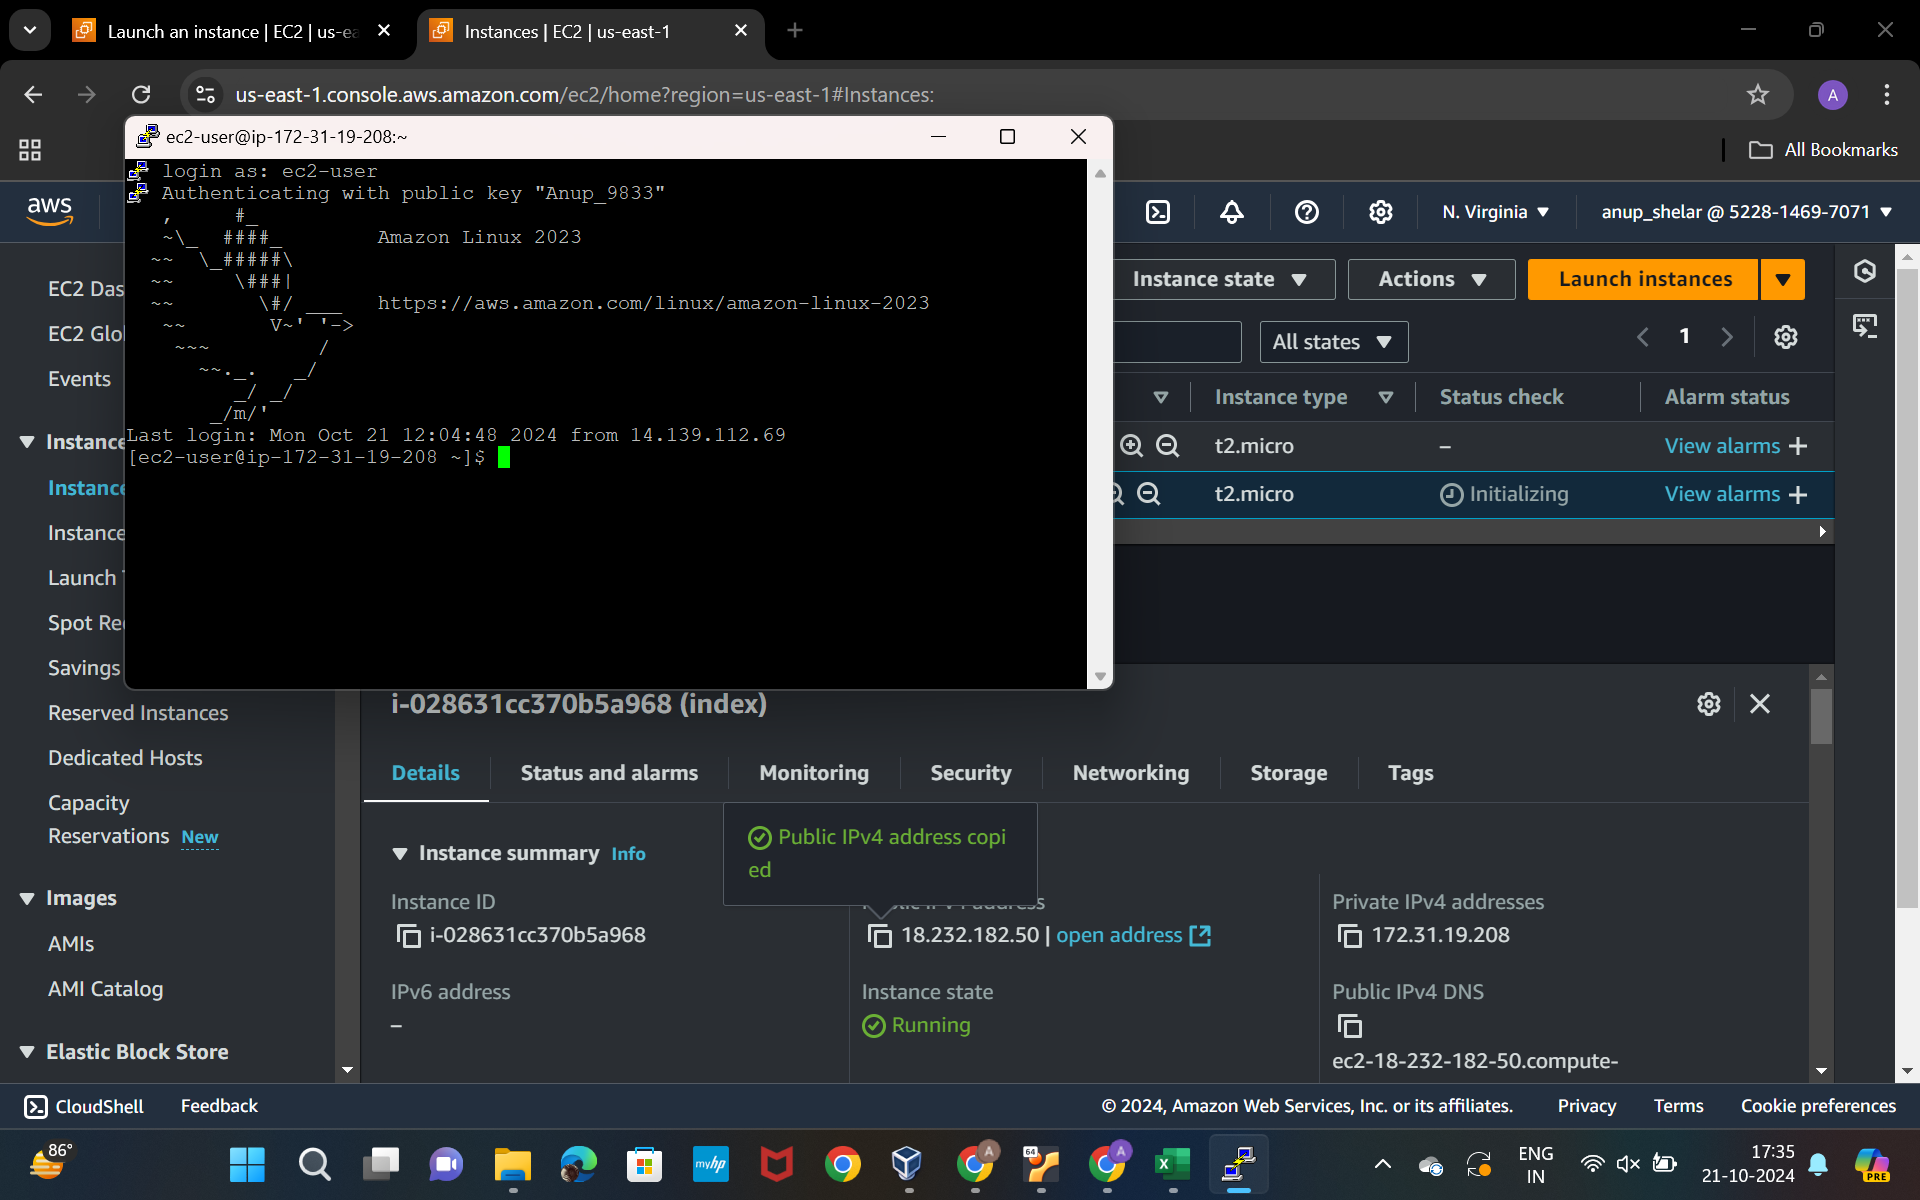 Launch an instance | EC2 | us-ea
Instances | EC2 | us-east-1
us-east-1.console.aws.amazon.com/ec2/home?region=us-east-1#Instances:
A
All Bookmarks
ec2-user@ip-172-31-19-208:~
login as: ec2-user
Authenticating with public key "Anup_9833"
   ,     #_
   ~\_  ####_        Amazon Linux 2023
  ~~  \_#####\
  ~~     \###|
  ~~       \#/ ___   https://aws.amazon.com/linux/amazon-linux-2023
   ~~       V~' '->
    ~~~         /
      ~~._.   _/
         _/ _/
       _/m/'
Last login: Mon Oct 21 12:04:48 2024 from 14.139.112.69
[ec2-user@ip-172-31-19-208 ~]$
aws
N. Virginia
anup_shelar @ 5228-1469-7071
Instance state
Actions
Launch instances
All states
1
Instance type
Status check
Alarm status
t2.micro
–
View alarms +
t2.micro
Initializing
View alarms +
EC2 Das
EC2 Glo
Events
Instance
Instance
Instance
Launch
Spot Re
Savings
Reserved Instances
Dedicated Hosts
Capacity
Reservations New
Images
AMIs
AMI Catalog
Elastic Block Store
i-028631cc370b5a968 (index)
Details
Status and alarms
Monitoring
Security
Networking
Storage
Tags
Public IPv4 address copi
ed
Instance summary Info
Instance ID
i-028631cc370b5a968
18.232.182.50 | open address
Private IPv4 addresses
172.31.19.208
IPv6 address
–
Instance state
Running
Public IPv4 DNS
ec2-18-232-182-50.compute-
CloudShell
Feedback
© 2024, Amazon Web Services, Inc. or its affiliates.
Privacy
Terms
Cookie preferences
86°
myhp
A
64
A
ENG
IN
17:35
21-10-2024
PRE